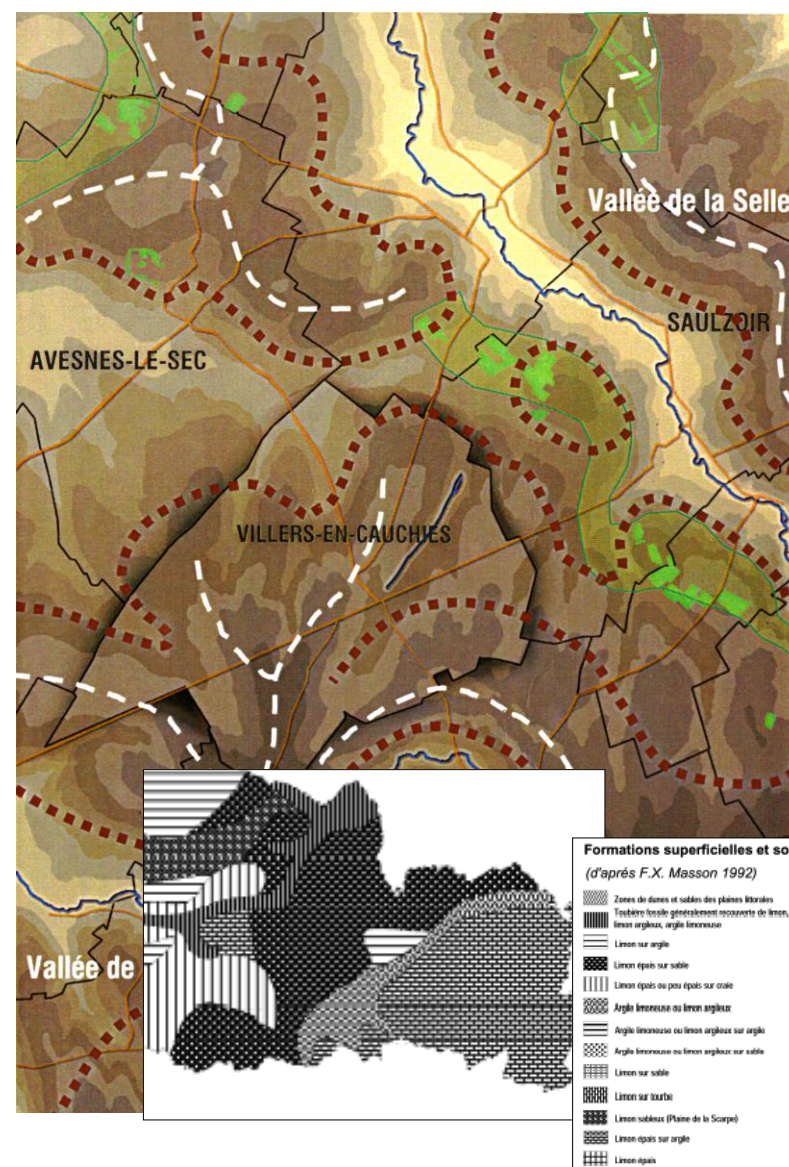 Vallée de la Selle
SAULZOIR
AVESNES-LE-SEC
VILLERS-EN-CAUCHIES
Vallée de
Formations superficielles et so
(d'aprés F.X. Masson 1992)
Zones de dunes et sables des plaines littorales
Toubière fossile généralement recouverte de limon,
limon argileux, argile limoneuse
Limon sur argile
Limon épais sur sable
Limon épais ou peu épais sur craie
Argile limoneuse ou limon argileux
Argile limoneuse ou limon argileux sur argile
Argile limoneuse ou limon argileux sur sable
Limon sur sable
Limon sur tourbe
Limon sableux (Plaine de la Scarpe)
Limon épais sur argile
Limon épais